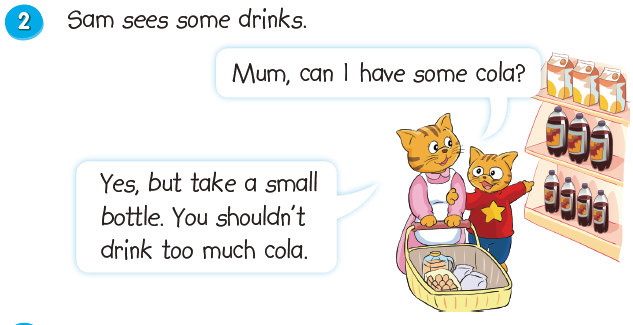 2 Sam sees some drinks.
Mum, can I have some cola?
Yes, but take a small
bottle. You shouldn't
drink too much cola.